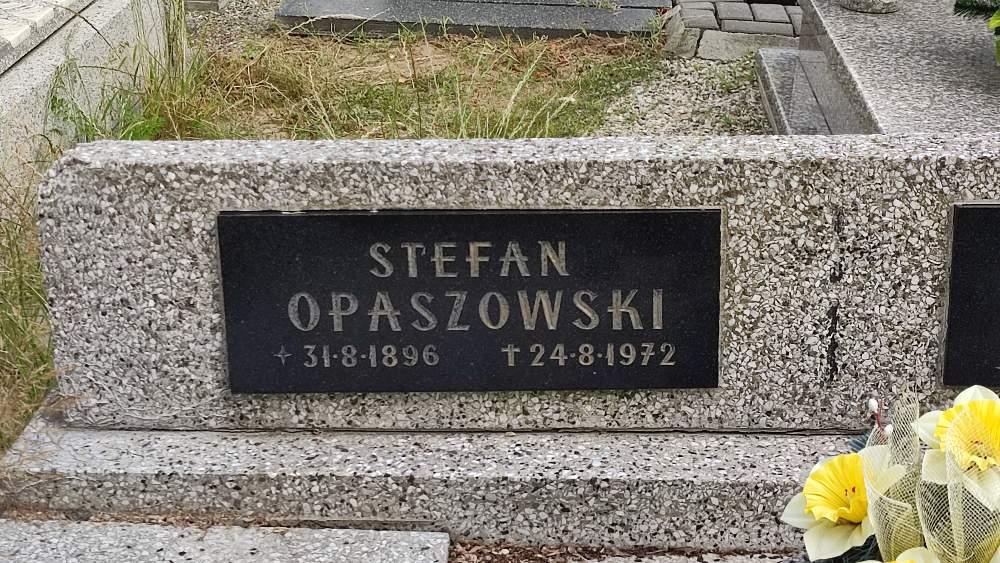 STEFAN
OPASZOWSKI
✦ 31·8·1896 ✝ 24·8·1972